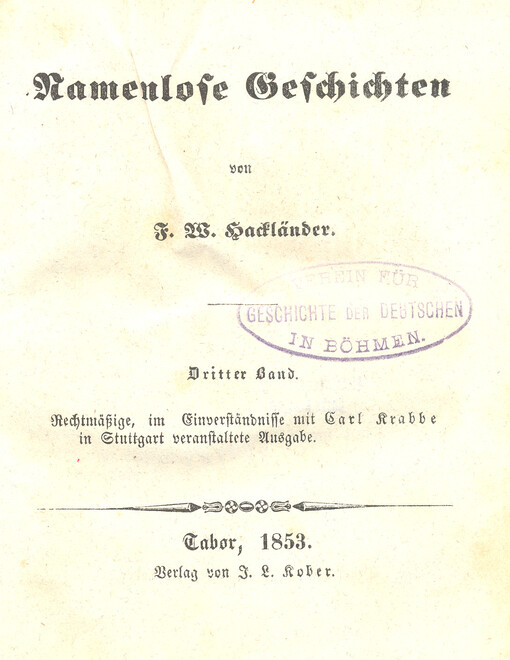 Namenlose Geschichten
von
F. W. Hackländer.
VEREIN FÜR
GESCHICHTE DER DEUTSCHEN
IN BÖHMEN.
Dritter Band.
Rechtmäßige, im Einverständnisse mit Carl Krabbe
in Stuttgart veranstaltete Ausgabe.
Tabor, 1853.
Verlag von J. L. Kober.